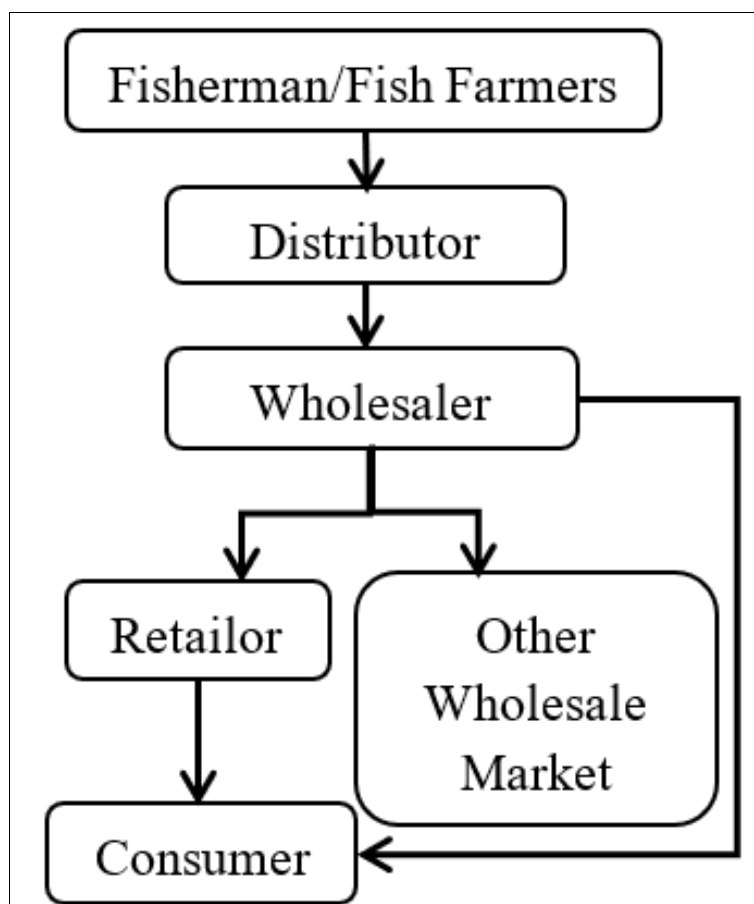 Fisherman/Fish Farmers
Distributor
Wholesaler
Retailor
Other
Wholesale
Market
Consumer